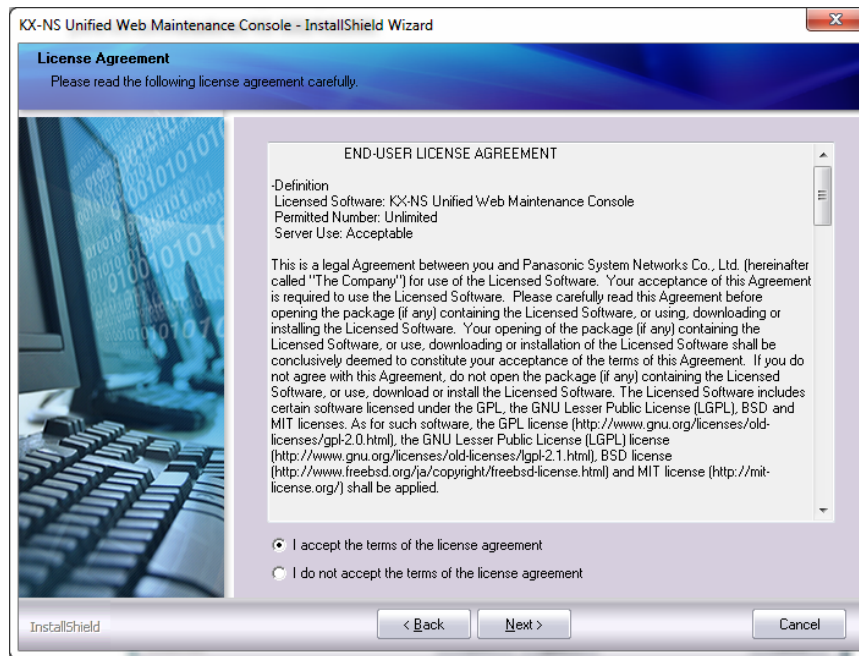 KX-NS Unified Web Maintenance Console - InstallShield Wizard
License Agreement
Please read the following license agreement carefully.
END-USER LICENSE AGREEMENT
-Definition
Licensed Software: KX-NS Unified Web Maintenance Console
Permitted Number: Unlimited
Server Use: Acceptable
This is a legal Agreement between you and Panasonic System Networks Co., Ltd. (hereinafter
called "The Company") for use of the Licensed Software.  Your acceptance of this Agreement
is required to use the Licensed Software.  Please carefully read this Agreement before
opening the package (if any) containing the Licensed Software, or using, downloading or
installing the Licensed Software.  Your opening of the package (if any) containing the
Licensed Software, or use, downloading or installation of the Licensed Software shall be
conclusively deemed to constitute your acceptance of the terms of this Agreement.  If you do
not agree with this Agreement, do not open the package (if any) containing the Licensed
Software, or use, download or install the Licensed Software. The Licensed Software includes
certain software licensed under the GPL, the GNU Lesser Public License (LGPL), BSD and
MIT licenses. As for such software, the GPL license (http://www.gnu.org/licenses/old-
licenses/gpl-2.0.html), the GNU Lesser Public License (LGPL) license
(http://www.gnu.org/licenses/old-licenses/lgpl-2.1.html), BSD license
(http://www.freebsd.org/ja/copyright/freebsd-license.html) and MIT license (http://mit-
license.org/) shall be applied.
I accept the terms of the license agreement
I do not accept the terms of the license agreement
InstallShield
< Back
Next >
Cancel